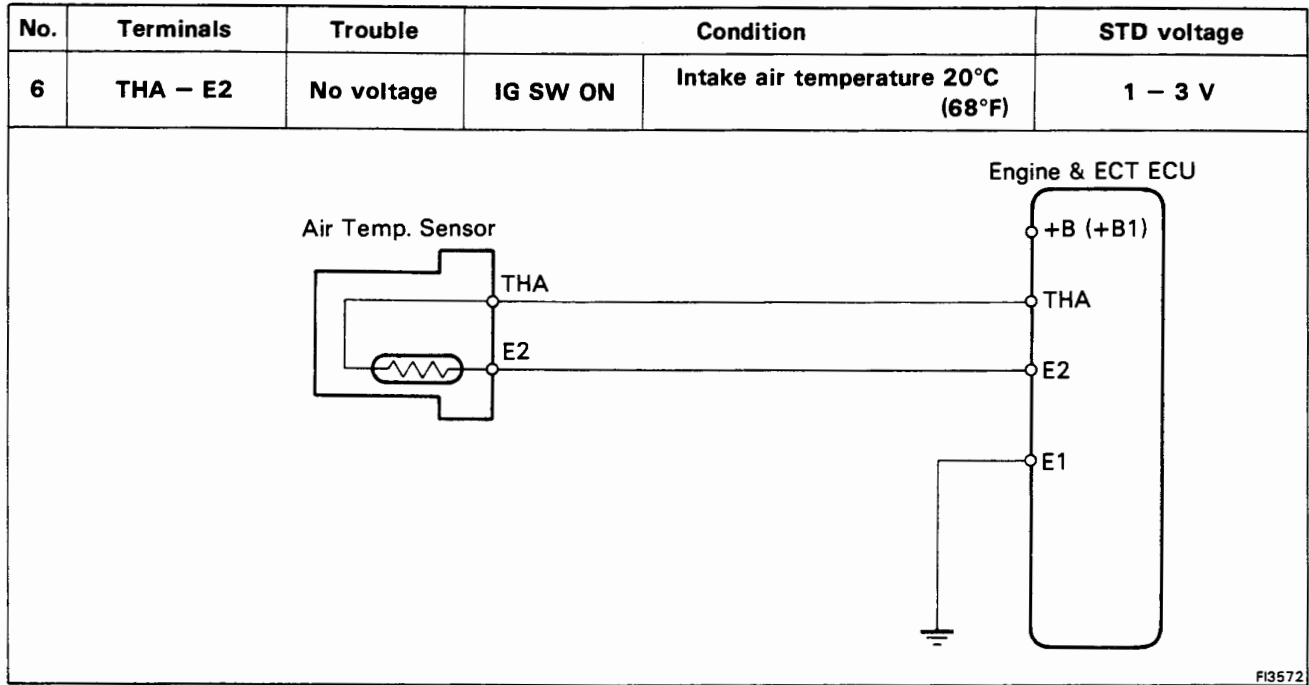 No. Terminals Trouble Condition STD voltage
6 THA − E2 No voltage IG SW ON Intake air temperature 20°C (68°F) 1 − 3 V
Engine & ECT ECU
Air Temp. Sensor
+B (+B1)
THA THA
E2 E2
E1
FI3572